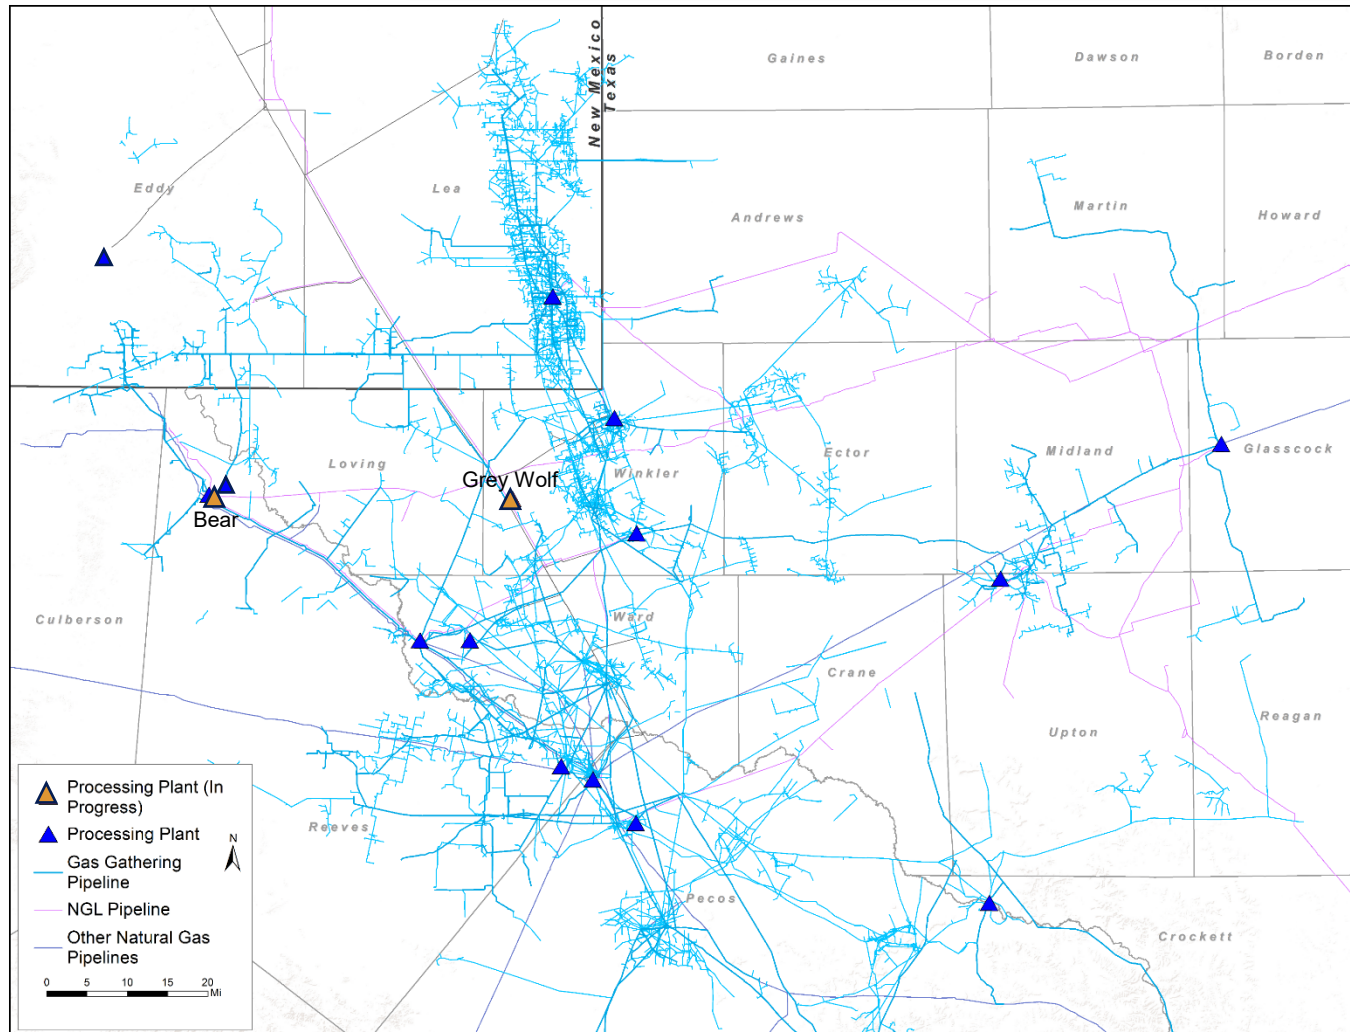 New Mexico
Texas
Gaines
Dawson
Borden
Eddy
Lea
Andrews
Martin
Howard
Loving
Grey Wolf
Winkler
Ector
Midland
Glasscock
Bear
Culberson
Ward
Crane
Upton
Reagan
Reeves
Pecos
Crockett
Processing Plant (In
Progress)
Processing Plant
N
Gas Gathering
Pipeline
NGL Pipeline
Other Natural Gas
Pipelines
0 5 10 15 20
Mi